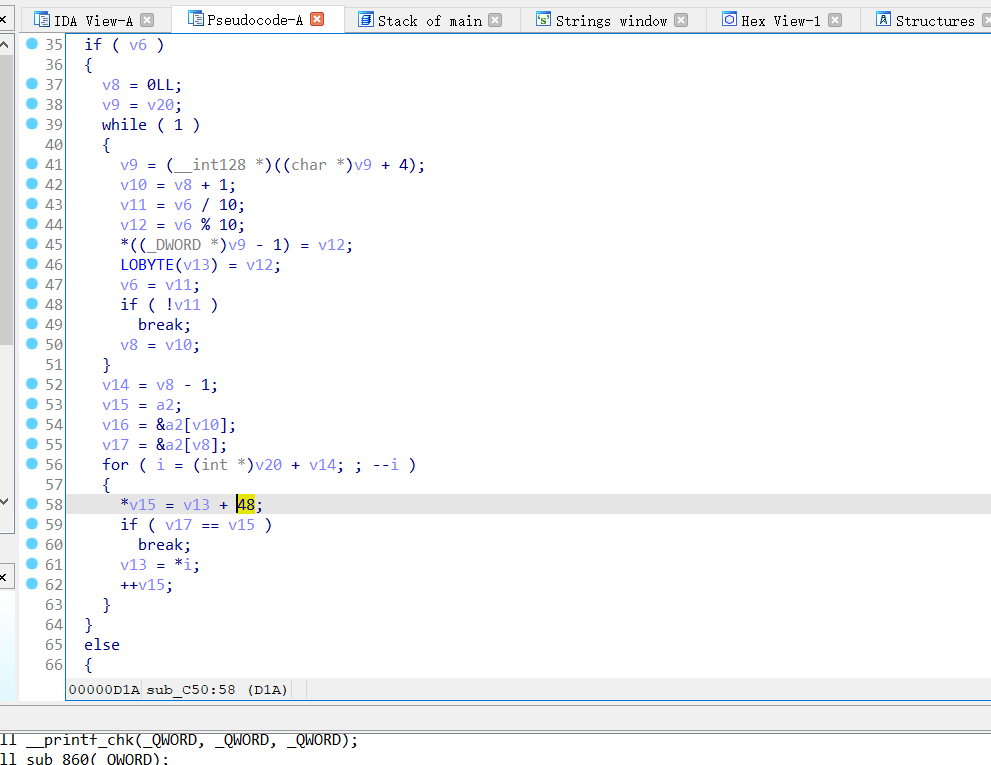 IDA View-A Pseudocode-A Stack of main Strings window Hex View-1 Structures
35 if ( v6 )
36 {
37 v8 = 0LL;
38 v9 = v20;
39 while ( 1 )
40 {
41 v9 = (__int128 *)((char *)v9 + 4);
42 v10 = v8 + 1;
43 v11 = v6 / 10;
44 v12 = v6 % 10;
45 *((_DWORD *)v9 - 1) = v12;
46 LOBYTE(v13) = v12;
47 v6 = v11;
48 if ( !v11 )
49 break;
50 v8 = v10;
51 }
52 v14 = v8 - 1;
53 v15 = a2;
54 v16 = &a2[v10];
55 v17 = &a2[v8];
56 for ( i = (int *)v20 + v14; ; --i )
57 {
58 *v15 = v13 + 48;
59 if ( v17 == v15 )
60 break;
61 v13 = *i;
62 ++v15;
63 }
64 }
65 else
66 {
00000D1A sub_C50:58 (D1A)
ll __printf_chk(_QWORD, _QWORD, _QWORD);
ll sub_860(_QWORD);